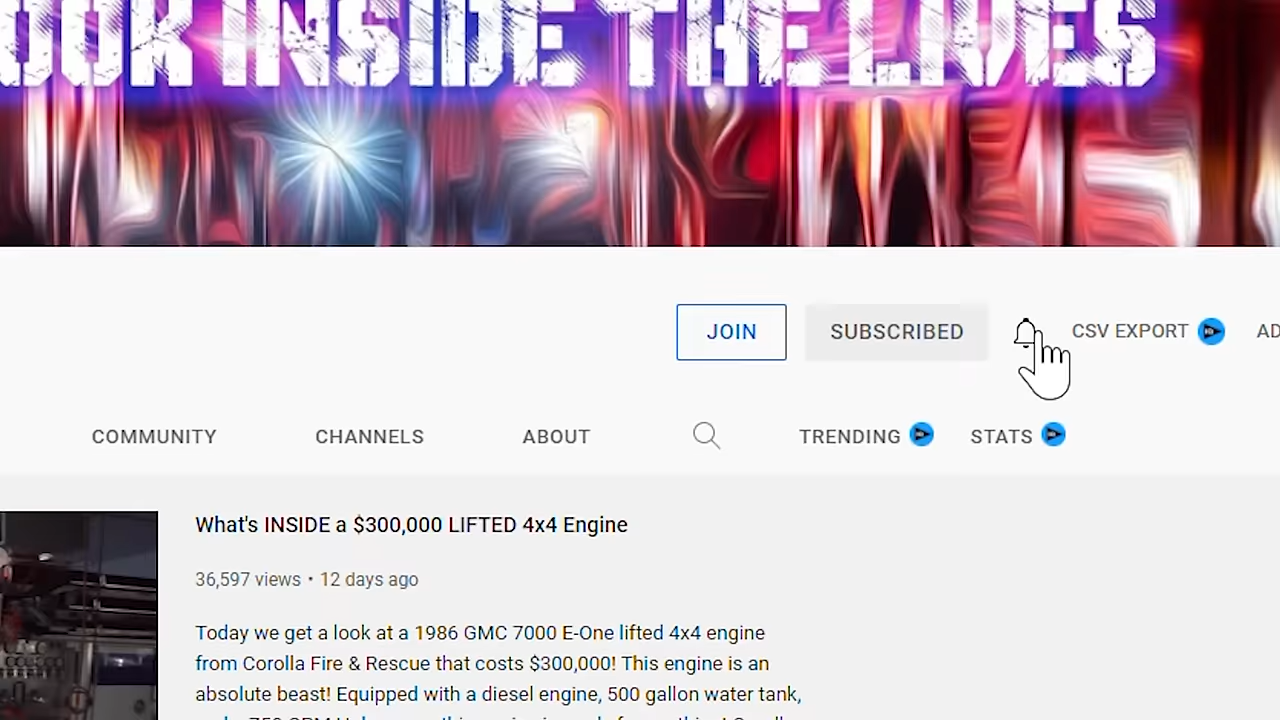 INSIDE THE LIVES
JOIN
SUBSCRIBED
CSV EXPORT
COMMUNITY
CHANNELS
ABOUT
TRENDING
STATS
What's INSIDE a $300,000 LIFTED 4x4 Engine
36,597 views • 12 days ago
Today we get a look at a 1986 GMC 7000 E-One lifted 4x4 engine
from Corolla Fire & Rescue that costs $300,000! This engine is an
absolute beast! Equipped with a diesel engine, 500 gallon water tank,